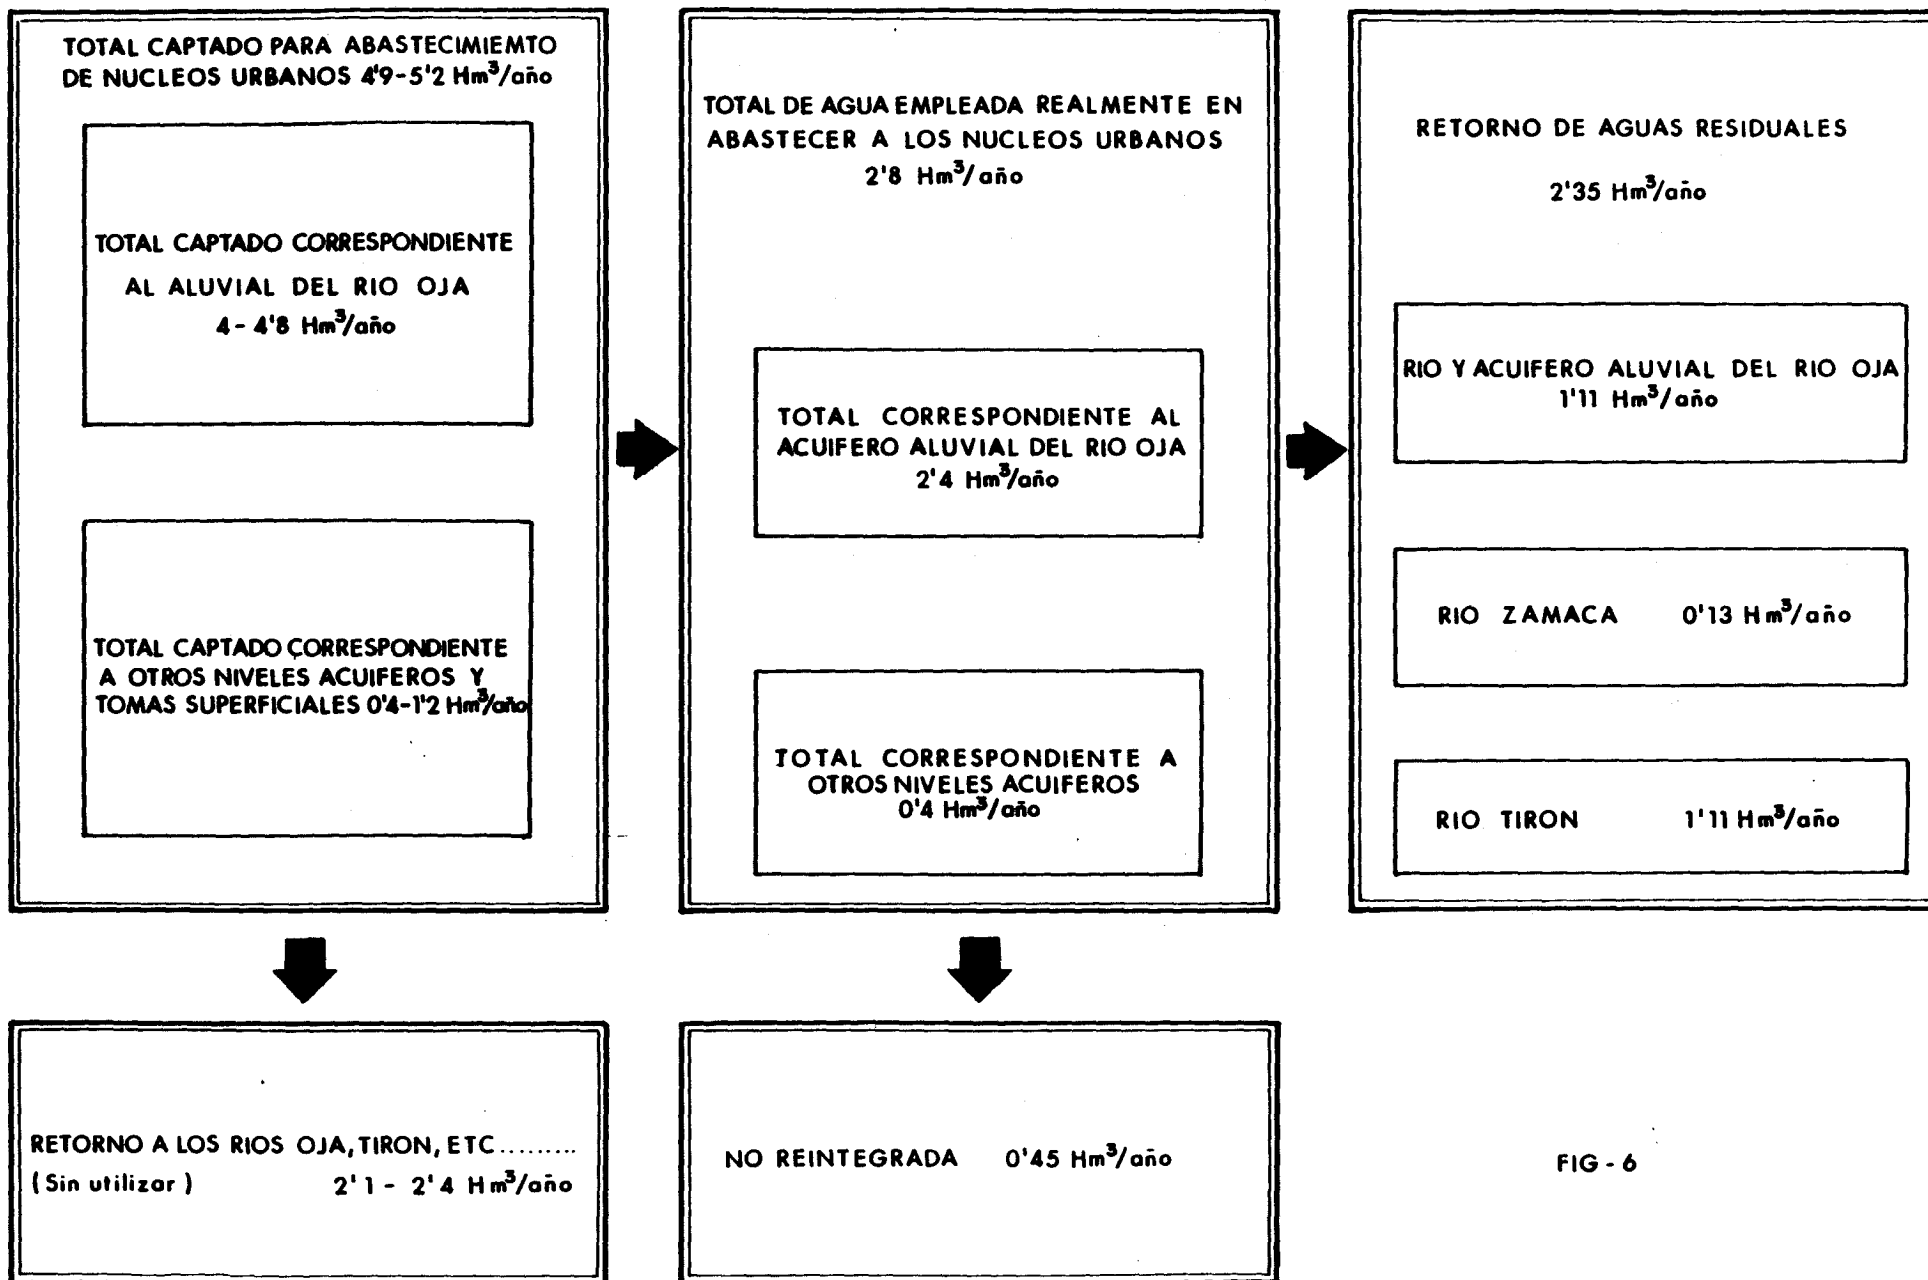 TOTAL CAPTADO PARA ABASTECIMIEMTO
DE NUCLEOS URBANOS 4'9-5'2 Hm³/año
TOTAL CAPTADO CORRESPONDIENTE
AL ALUVIAL DEL RIO OJA
4 - 4'8 Hm³/año
TOTAL CAPTADO CORRESPONDIENTE
A OTROS NIVELES ACUIFEROS Y
TOMAS SUPERFICIALES 0'4-1'2 Hm³/año
TOTAL DE AGUA EMPLEADA REALMENTE EN
ABASTECER A LOS NUCLEOS URBANOS
2'8 Hm³/año
TOTAL CORRESPONDIENTE AL
ACUIFERO ALUVIAL DEL RIO OJA
2'4 Hm³/año
TOTAL CORRESPONDIENTE A
OTROS NIVELES ACUIFEROS
0'4 Hm³/año
RETORNO DE AGUAS RESIDUALES
2'35 Hm³/año
RIO Y ACUIFERO ALUVIAL DEL RIO OJA
1'11 Hm³/año
RIO ZAMACA 0'13 Hm³/año
RIO TIRON 1'11 Hm³/año
RETORNO A LOS RIOS OJA, TIRON, ETC.........
(Sin utilizar) 2'1 - 2'4 Hm³/año
NO REINTEGRADA 0'45 Hm³/año
FIG - 6